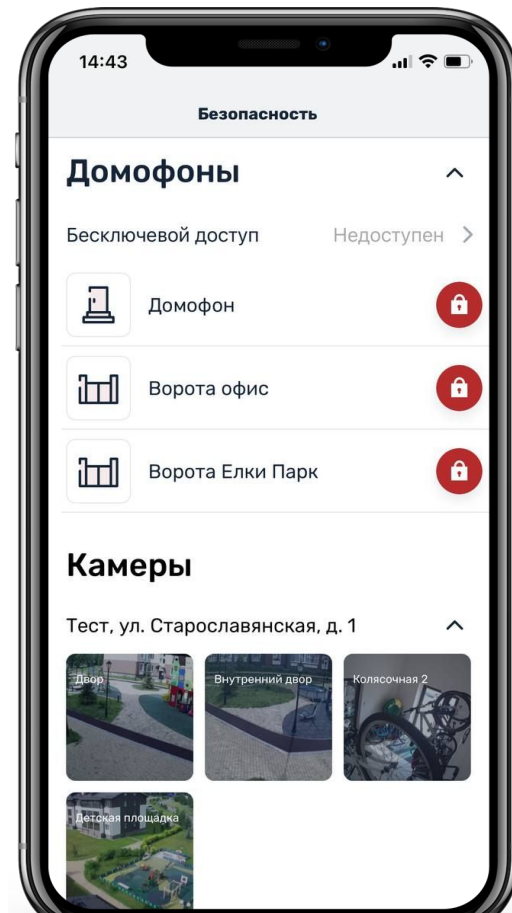 14:43
Безопасность
Домофоны
Бесключевой доступ Недоступен
Домофон
Ворота офис
Ворота Елки Парк
Камеры
Тест, ул. Старославянская, д. 1
Двор Внутренний двор Колясочная 2
Детская площадка